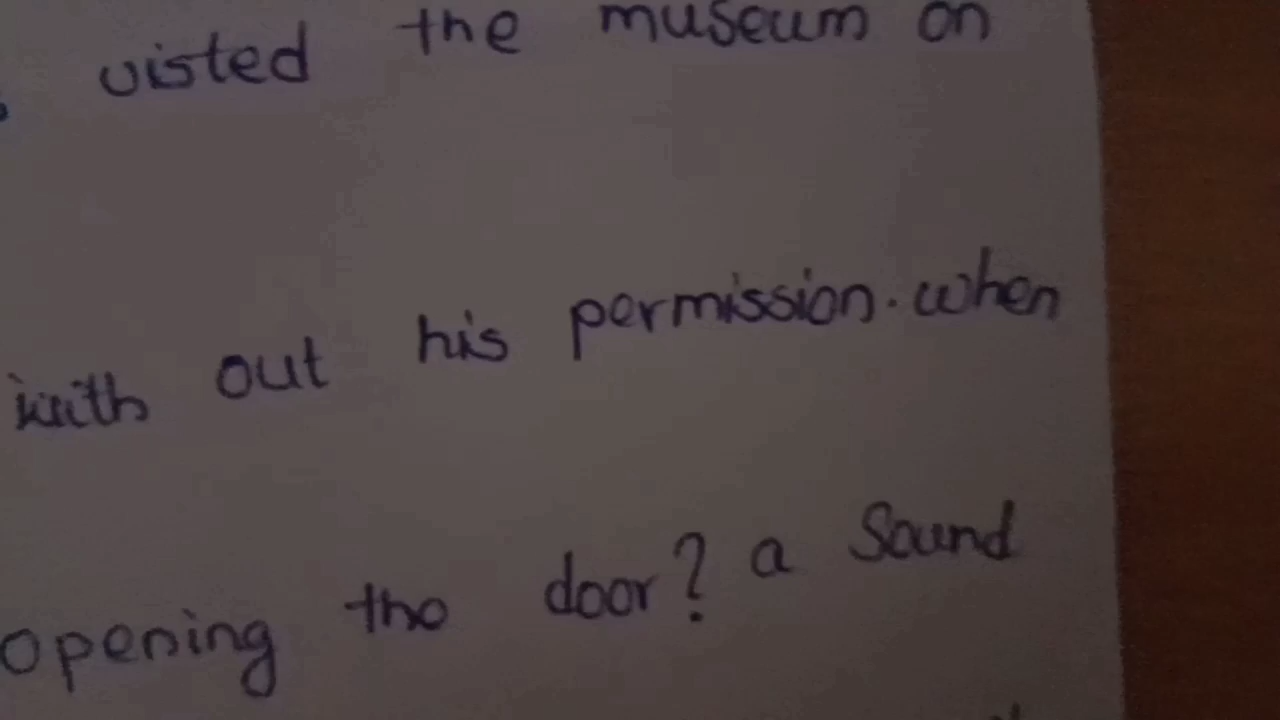 visted the museum on
with out his permission. when
opening the door? a Sound